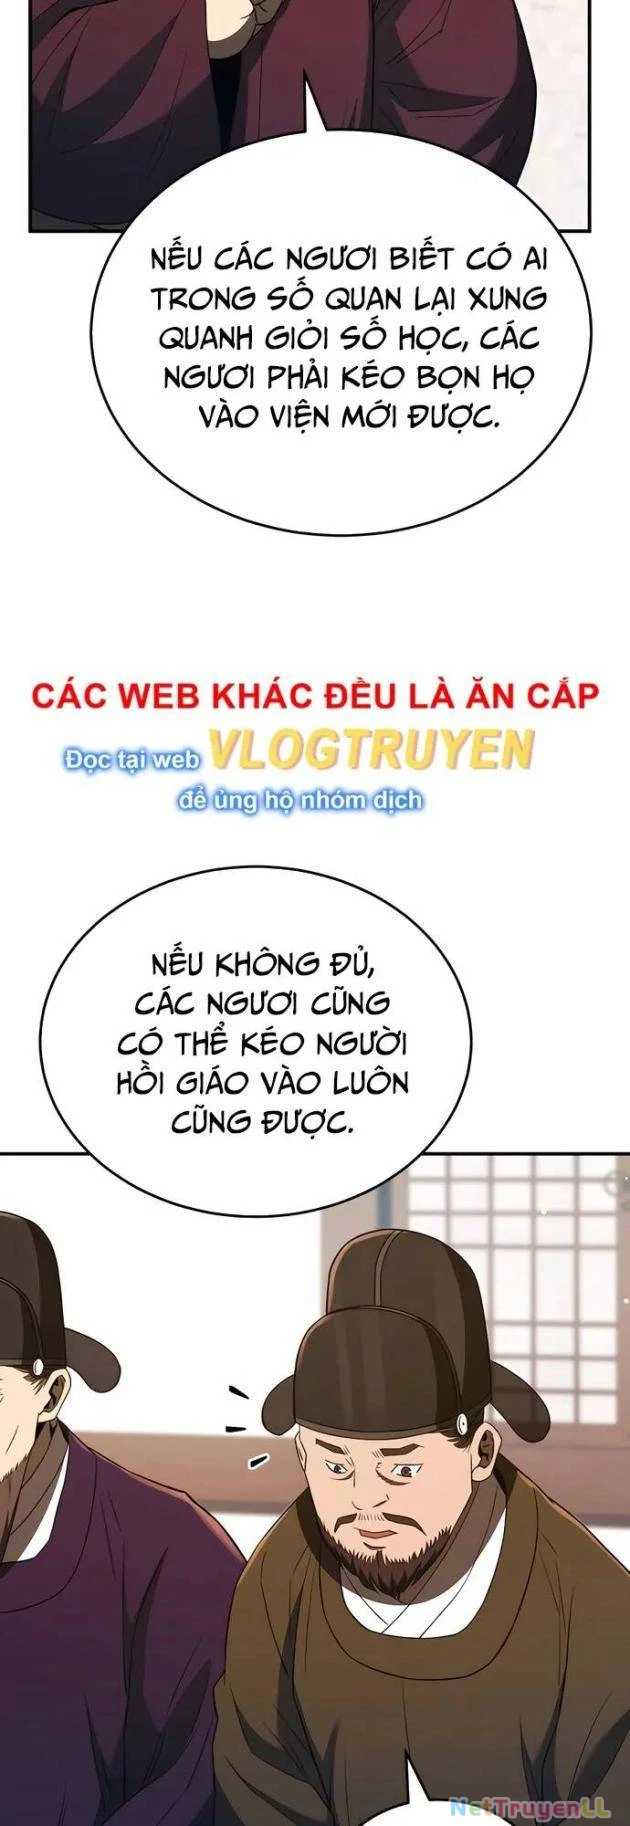 NẾU CÁC NGƯƠI BIẾT CÓ AI
TRONG SỐ QUAN LẠI XUNG
QUANH GIỎI SỐ HỌC, CÁC
NGƯƠI PHẢI KÉO BỌN HỌ
VÀO VIỆN MỚI ĐƯỢC.
CÁC WEB KHÁC ĐỀU LÀ ĂN CẮP
Đọc tại web VLOGTRUYEN
để ủng hộ nhóm dịch
NẾU KHÔNG ĐỦ,
CÁC NGƯƠI CŨNG
CÓ THỂ KÉO NGƯỜI
HỒI GIÁO VÀO LUÔN
CŨNG ĐƯỢC.
NetTruyenLL